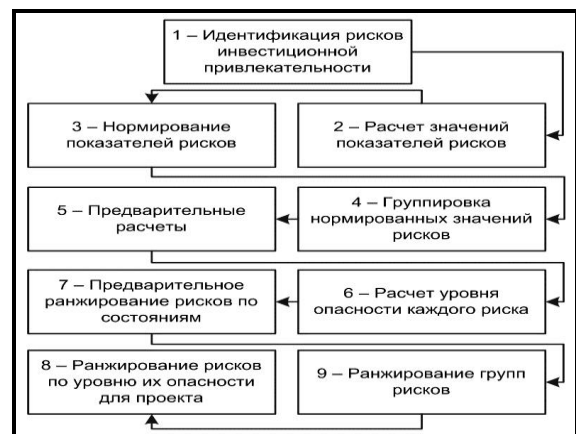 1 – Идентификация рисков
инвестиционной
привлекательности
3 – Нормирование
показателей рисков
2 – Расчет значений
показателей рисков
5 – Предварительные
расчеты
4 – Группировка
нормированных значений
рисков
7 – Предварительное
ранжирование рисков по
состояниям
6 – Расчет уровня
опасности каждого риска
8 – Ранжирование рисков
по уровню их опасности
для проекта
9 – Ранжирование групп
рисков